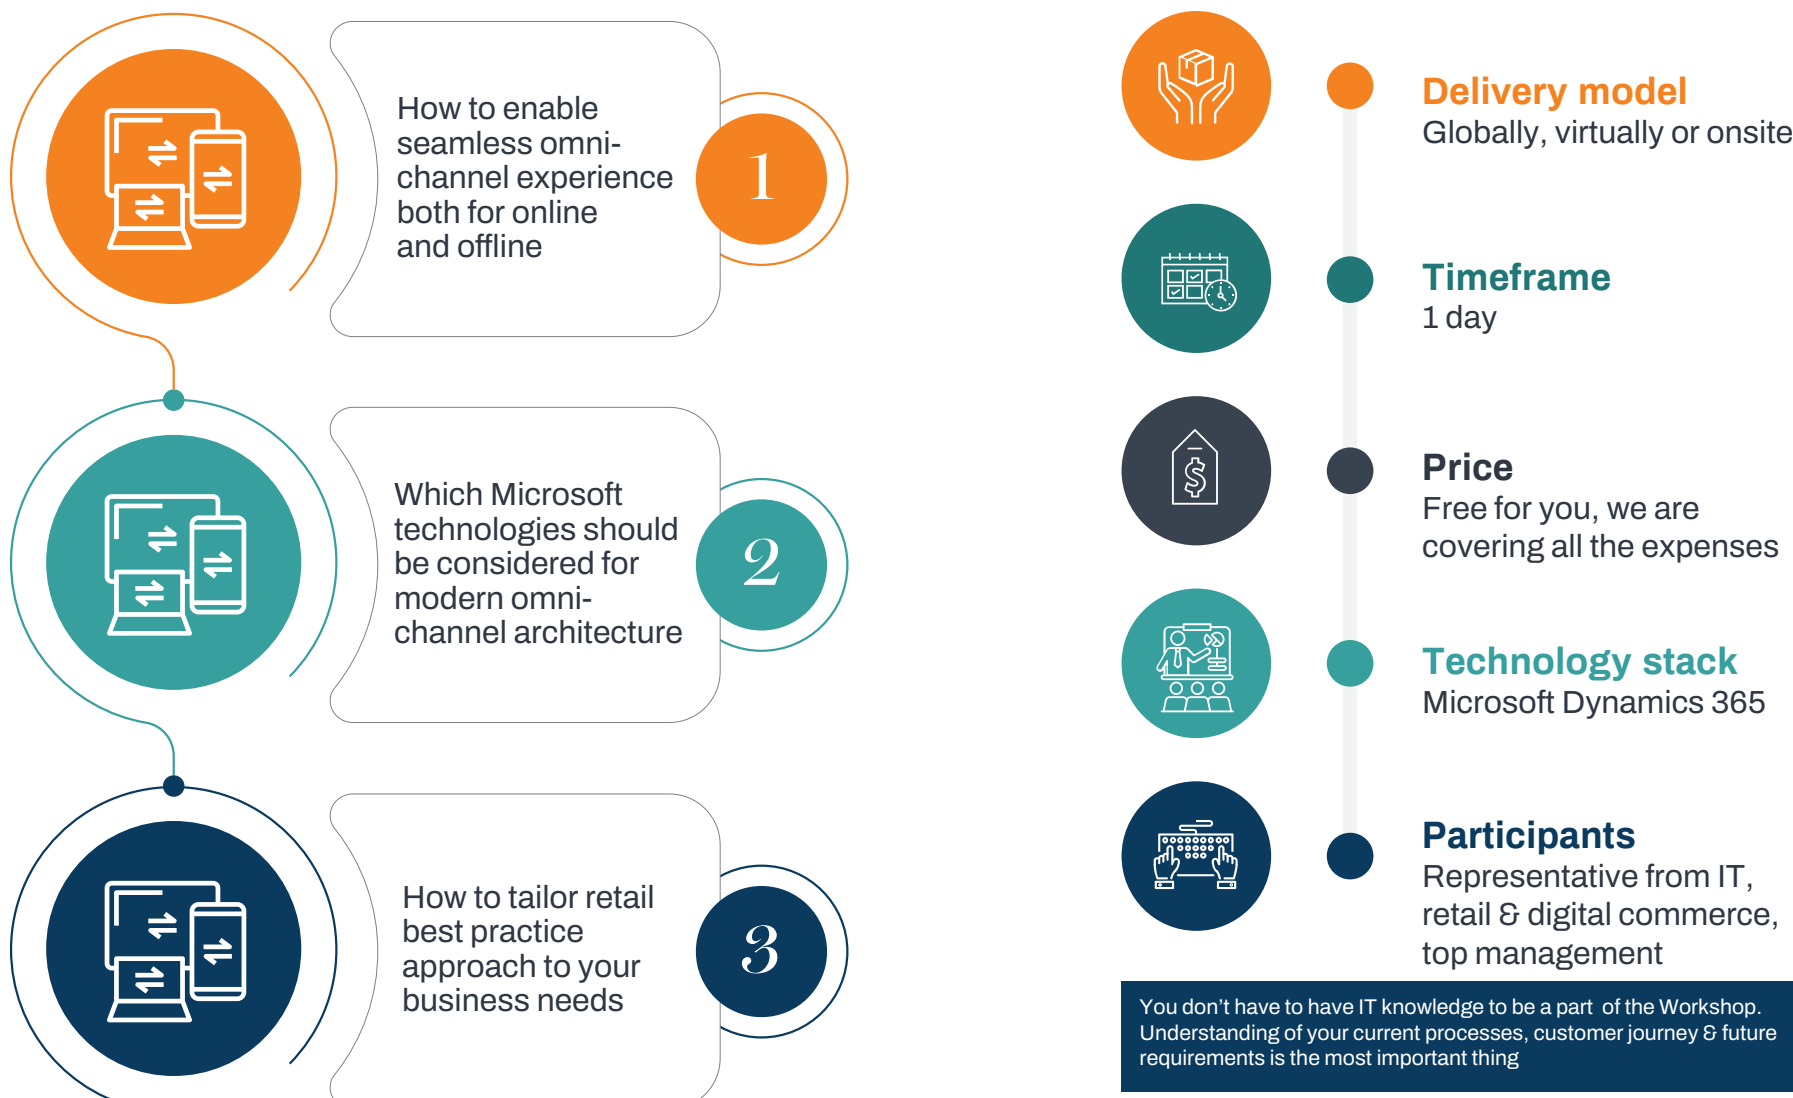 How to enable
seamless omni-
channel experience
both for online
and offline
1
Which Microsoft
technologies should
be considered for
modern omni-
channel architecture
2
How to tailor retail
best practice
approach to your
business needs
3
Delivery model
Globally, virtually or onsite
Timeframe
1 day
Price
Free for you, we are
covering all the expenses
Technology stack
Microsoft Dynamics 365
Participants
Representative from IT,
retail & digital commerce,
top management
You don’t have to have IT knowledge to be a part of the Workshop.
Understanding of your current processes, customer journey & future
requirements is the most important thing